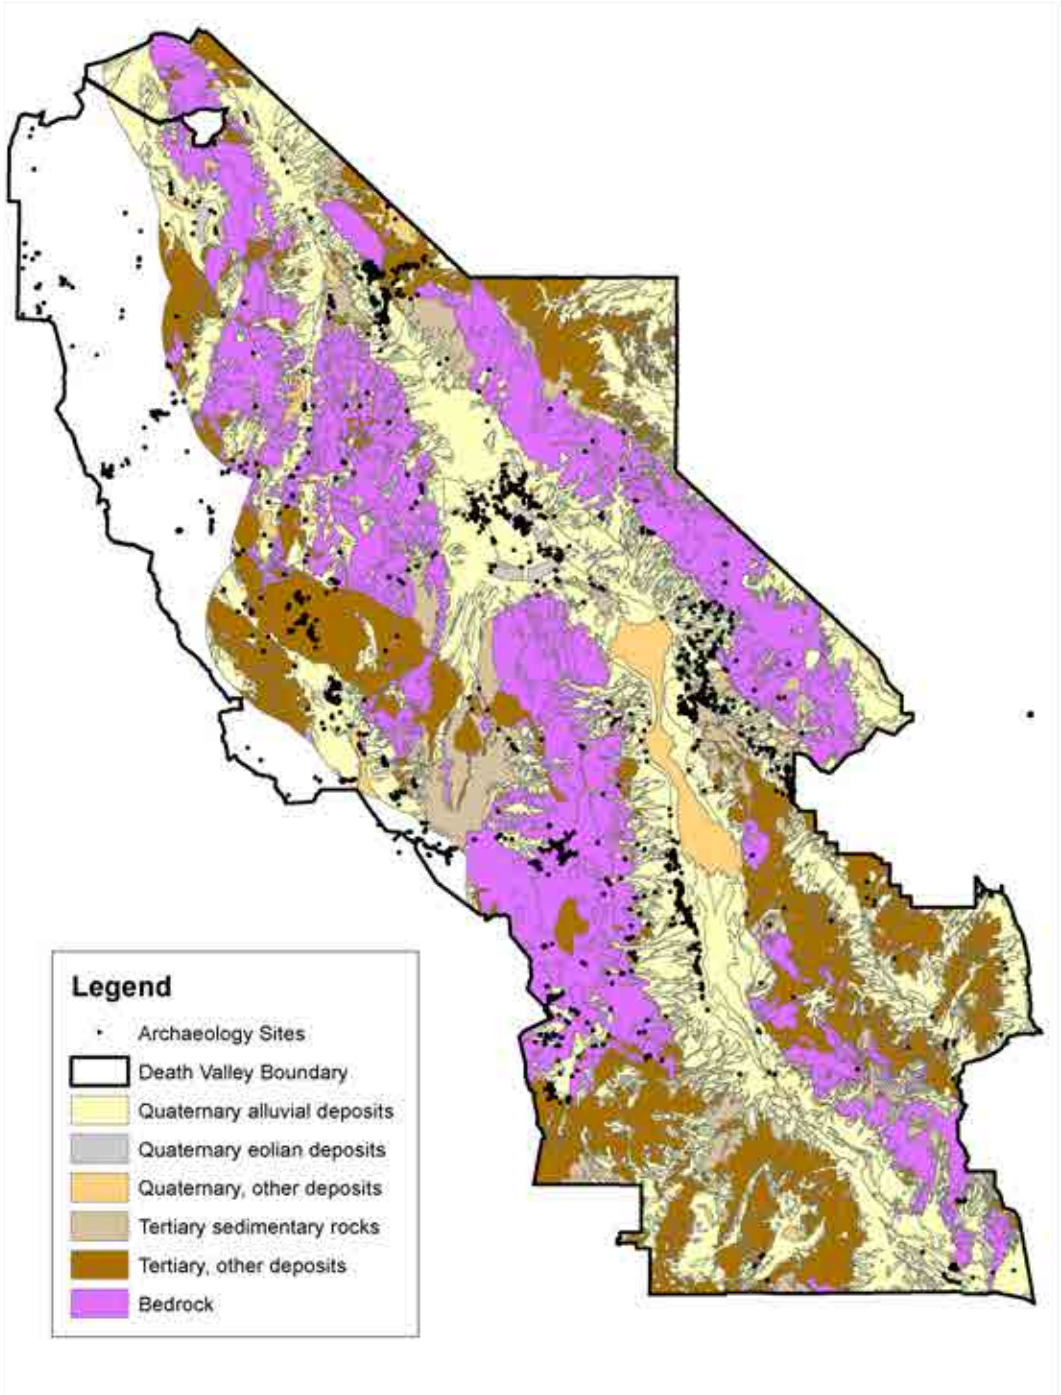 Legend
Archaeology Sites
Death Valley Boundary
Quaternary alluvial deposits
Quaternary eolian deposits
Quaternary, other deposits
Tertiary sedimentary rocks
Tertiary, other deposits
Bedrock